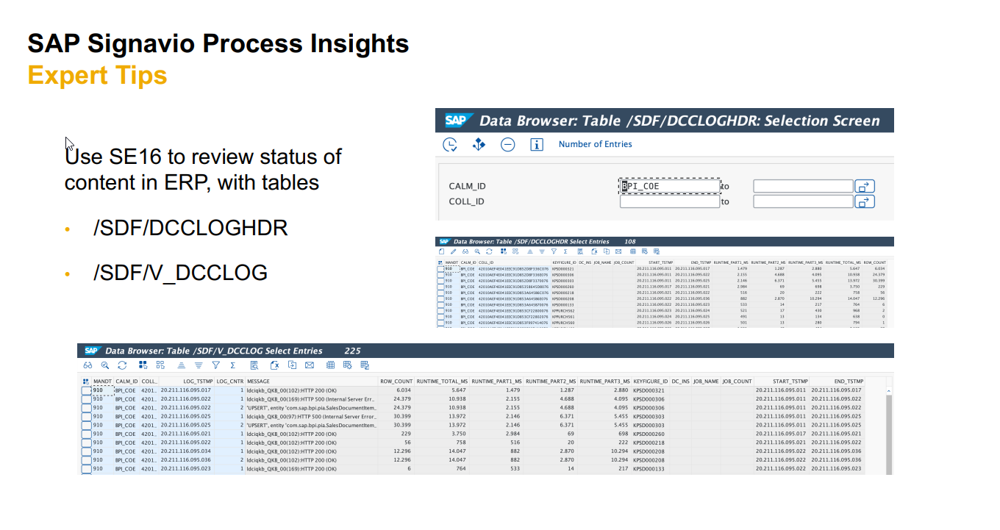 SAP Signavio Process Insights
Expert Tips
Use SE16 to review status of
content in ERP, with tables
• /SDF/DCCLOGHDR
• /SDF/V_DCCLOG
SAP Data Browser: Table /SDF/DCCLOGHDR: Selection Screen
Number of Entries
CALM_ID BPI_COE to
COLL_ID to
SAP Data Browser: Table /SDF/DCCLOGHDR Select Entries 108
MANDT CALM_ID COLL_ID KEYFIGURE_ID DC_INS JOB_NAME JOB_COUNT START_TSTMP END_TSTMP RUNTIME_PART1_MS RUNTIME_PART2_MS RUNTIME_PART3_MS RUNTIME_TOTAL_MS ROW_COUNT
910 BPI_COE KPSD000321 20.211.116.095.011 20.211.116.095.017 1.479 1.287 2.880 5.647 6.034
910 BPI_COE KPSD000306 20.211.116.095.011 20.211.116.095.022 2.155 4.688 4.095 10.938 24.379
910 BPI_COE KPSD000303 20.211.116.095.011 20.211.116.095.025 2.146 6.371 5.455 13.972 30.399
910 BPI_COE KPSD000260 20.211.116.095.017 20.211.116.095.021 2.984 69 698 3.750 229
910 BPI_COE KPSD000218 20.211.116.095.021 20.211.116.095.022 516 20 222 758 56
910 BPI_COE KPSD000208 20.211.116.095.022 20.211.116.095.036 882 2.870 10.294 14.047 12.296
910 BPI_COE KPSD000133 20.211.116.095.022 20.211.116.095.023 533 14 217 764 6
910 BPI_COE KPPURCH562 20.211.116.095.023 20.211.116.095.024 521 17 430 968 2
910 BPI_COE KPPURCH561 20.211.116.095.024 20.211.116.095.025 491 13 134 638 0
910 BPI_COE KPPURCH560 20.211.116.095.026 20.211.116.095.026 501 13 280 794 1
SAP Data Browser: Table /SDF/V_DCCLOG Select Entries 225
MANDT CALM_ID COLL_ LOG_TSTMP LOG_CNTR MESSAGE ROW_COUNT RUNTIME_TOTAL_MS RUNTIME_PART1_MS RUNTIME_PART2_MS RUNTIME_PART3_MS KEYFIGURE_ID DC_INS JOB_NAME JOB_COUNT START_TSTMP END_TSTMP
910 BPI_COE 4201_ 20.211.116.095.017 1 ldciqkb_QKB_00(102):HTTP 200 (OK) 6.034 5.647 1.479 1.287 2.880 KPSD000321 20.211.116.095.011 20.211.116.095.017
910 BPI_COE 4201_ 20.211.116.095.022 1 ldciqkb_QKB_00(169):HTTP 500 (Internal Server Err... 24.379 10.938 2.155 4.688 4.095 KPSD000306 20.211.116.095.011 20.211.116.095.022
910 BPI_COE 4201_ 20.211.116.095.022 2 'UPSERT', entity 'com.sap.bpi.pia.SalesDocumentItem_ 24.379 10.938 2.155 4.688 4.095 KPSD000306 20.211.116.095.011 20.211.116.095.022
910 BPI_COE 4201_ 20.211.116.095.025 1 ldciqkb_QKB_00(97):HTTP 500 (Internal Server Error... 30.399 13.972 2.146 6.371 5.455 KPSD000303 20.211.116.095.011 20.211.116.095.025
910 BPI_COE 4201_ 20.211.116.095.025 2 'UPSERT', entity 'com.sap.bpi.pia.SalesDocumentItem_ 30.399 13.972 2.146 6.371 5.455 KPSD000303 20.211.116.095.011 20.211.116.095.025
910 BPI_COE 4201_ 20.211.116.095.021 1 ldciqkb_QKB_00(102):HTTP 200 (OK) 229 3.750 2.984 69 698 KPSD000260 20.211.116.095.017 20.211.116.095.021
910 BPI_COE 4201_ 20.211.116.095.022 1 ldciqkb_QKB_00(102):HTTP 200 (OK) 56 758 516 20 222 KPSD000218 20.211.116.095.021 20.211.116.095.022
910 BPI_COE 4201_ 20.211.116.095.034 1 ldciqkb_QKB_00(102):HTTP 200 (OK) 12.296 14.047 882 2.870 10.294 KPSD000208 20.211.116.095.022 20.211.116.095.036
910 BPI_COE 4201_ 20.211.116.095.036 2 ldciqkb_QKB_00(102):HTTP 200 (OK) 12.296 14.047 882 2.870 10.294 KPSD000208 20.211.116.095.022 20.211.116.095.036
910 BPI_COE 4201_ 20.211.116.095.023 1 ldciqkb_QKB_00(169):HTTP 200 (OK) 6 764 533 14 217 KPSD000133 20.211.116.095.022 20.211.116.095.023